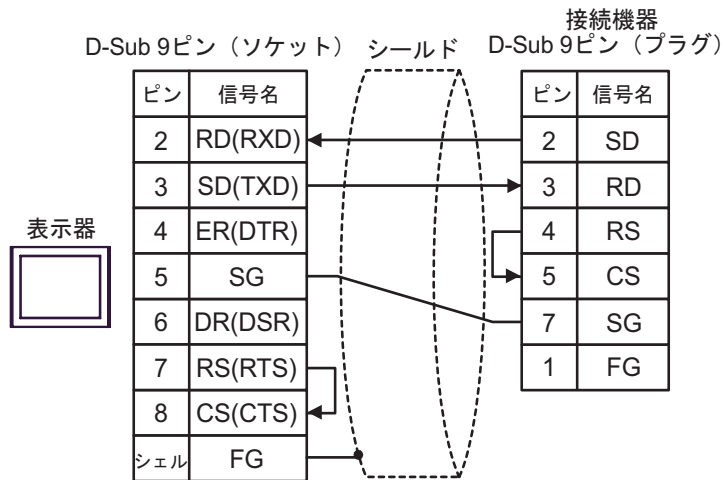 接続機器
D-Sub 9ピン（ソケット） シールド D-Sub 9ピン（プラグ）
ピン 信号名 ピン 信号名
2 RD(RXD) 2 SD
3 SD(TXD) 3 RD
表示器 4 ER(DTR) 4 RS
5 SG 5 CS
6 DR(DSR) 7 SG
7 RS(RTS) 1 FG
8 CS(CTS)
シェル FG